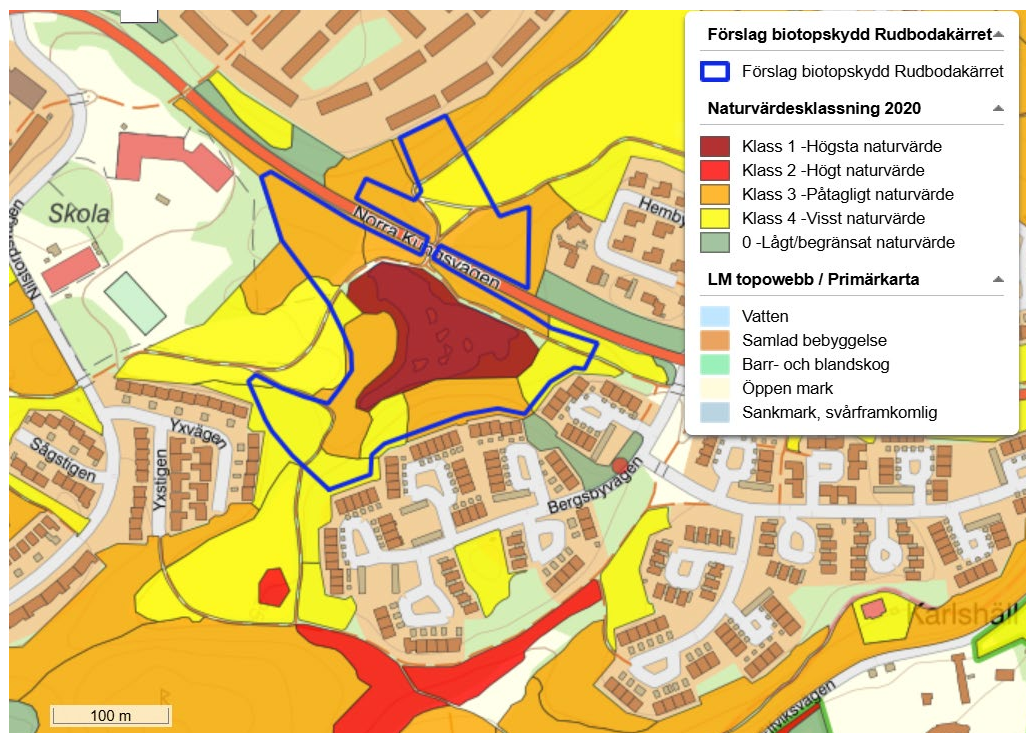 Förslag biotopskydd Rudbodakärret
Förslag biotopskydd Rudbodakärret
Naturvärdesklassning 2020
Klass 1 -Högsta naturvärde
Klass 2 -Högt naturvärde
Klass 3 -Påtagligt naturvärde
Klass 4 -Visst naturvärde
0 -Lågt/begränsat naturvärde
LM topowebb / Primärkarta
Vatten
Samlad bebyggelse
Barr- och blandskog
Öppen mark
Sankmark, svårframkomlig
Skola
Norra Kungsvägen
Hemby
Yxvägen
Sågstigen
Yxstigen
Bergsbyvägen
Karlshäll
100 m